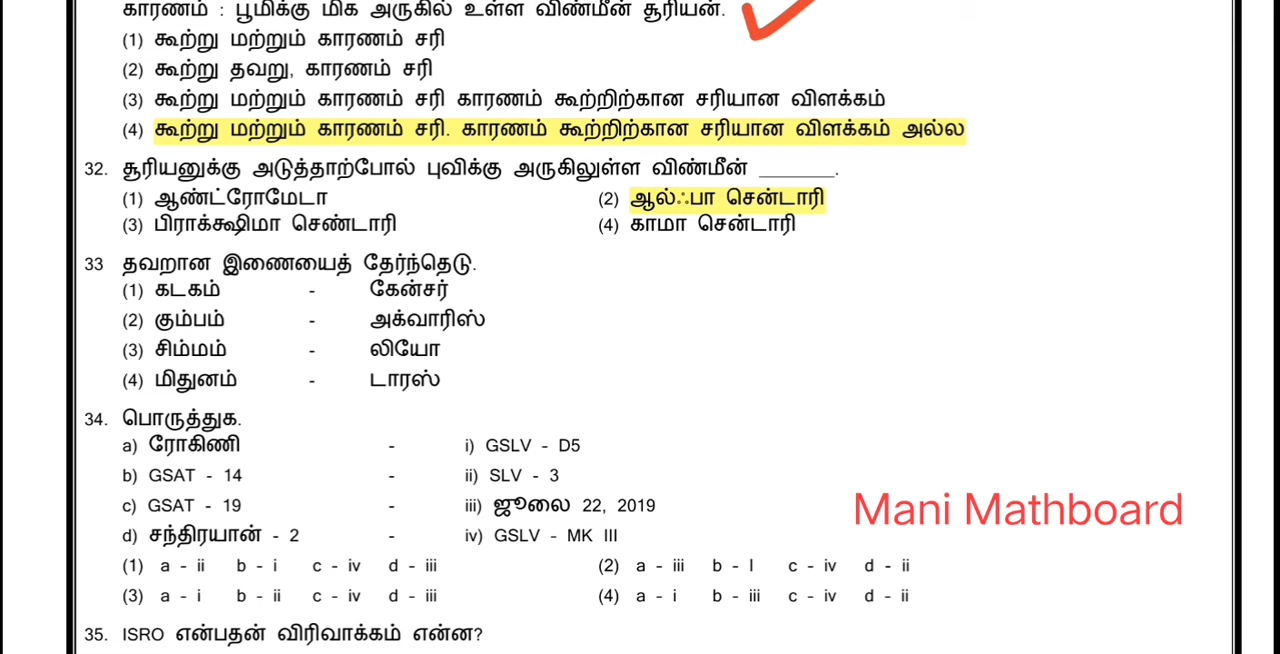 காரணம் : பூமிக்கு மிக அருகில் உள்ள விண்மீன் சூரியன்.
(1) கூற்று மற்றும் காரணம் சரி
(2) கூற்று தவறு, காரணம் சரி
(3) கூற்று மற்றும் காரணம் சரி காரணம் கூற்றிற்கான சரியான விளக்கம்
(4) கூற்று மற்றும் காரணம் சரி. காரணம் கூற்றிற்கான சரியான விளக்கம் அல்ல
32. சூரியனுக்கு அடுத்தாற்போல் புவிக்கு அருகிலுள்ள விண்மீன் _______.
(1) ஆண்ட்ரோமேடா (2) ஆல்ஃபா சென்டாரி
(3) பிராக்க்ஷிமா செண்டாரி (4) காமா சென்டாரி
33 தவறான இணையைத் தேர்ந்தெடு.
(1) கடகம் - கேன்சர்
(2) கும்பம் - அக்வாரிஸ்
(3) சிம்மம் - லியோ
(4) மிதுனம் - டாரஸ்
34. பொருத்துக.
a) ரோகிணி - i) GSLV - D5
b) GSAT - 14 - ii) SLV - 3
c) GSAT - 19 - iii) ஜூலை 22, 2019
Mani Mathboard
d) சந்திரயான் - 2 - iv) GSLV - MK III
(1) a - ii b - i c - iv d - iii (2) a - iii b - I c - iv d - ii
(3) a - i b - ii c - iv d - iii (4) a - i b - iii c - iv d - ii
35. ISRO என்பதன் விரிவாக்கம் என்ன?